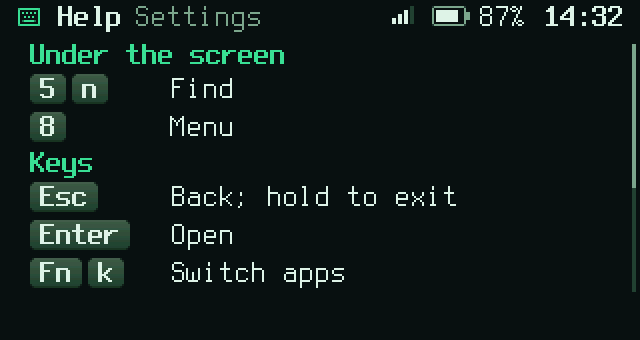 Help Settings 87% 14:32
Under the screen
5 n Find
8 Menu
Keys
Esc Back; hold to exit
Enter Open
Fn k Switch apps